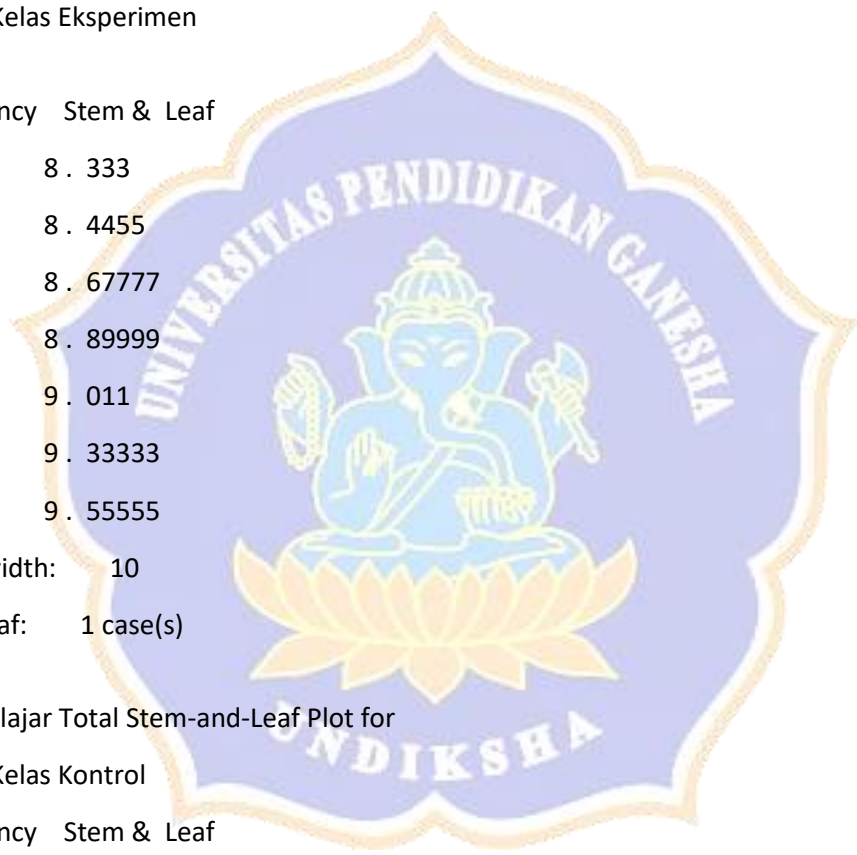 Kelas Eksperimen
ncy Stem & Leaf
8 . 333
8 . 4455
8 . 67777
8 . 89999
9 . 011
9 . 33333
9 . 55555
idth: 10
af: 1 case(s)
lajar Total Stem-and-Leaf Plot for
Kelas Kontrol
ncy Stem & Leaf
UNIVERSITAS PENDIDIKAN GANESHA
UNDIKSHA